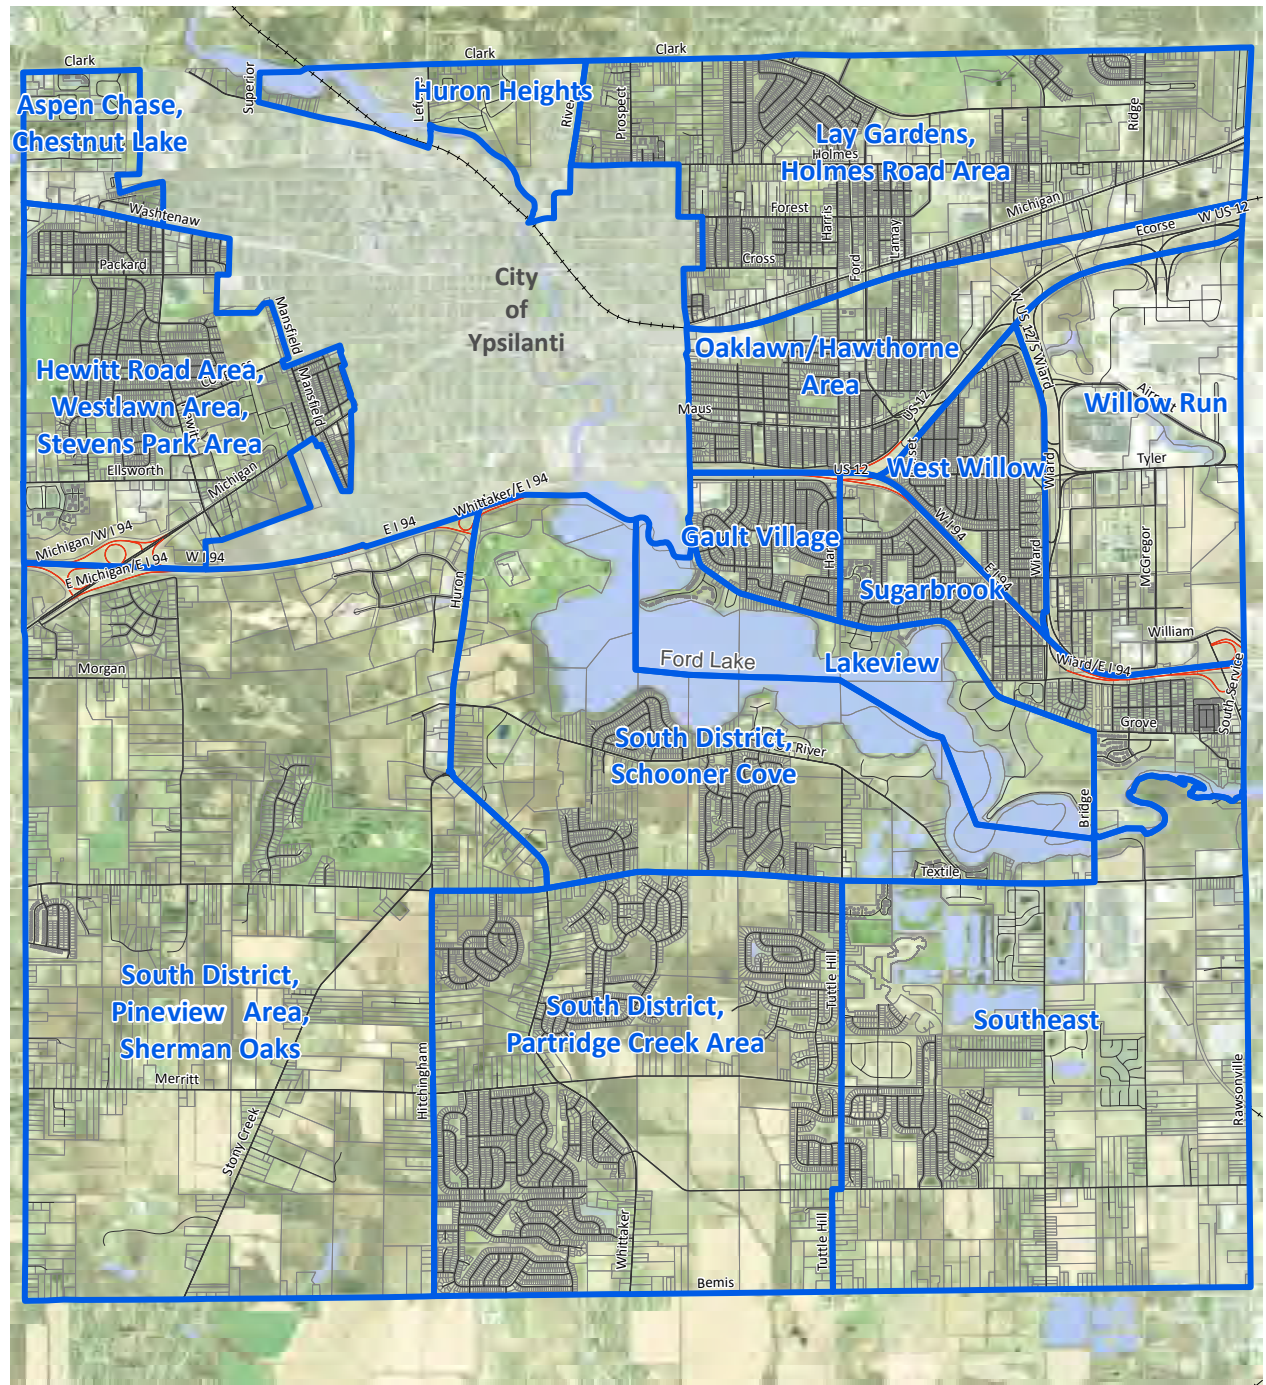 Clark
Clark
Clark
Superior
River
Prospect
Ridge
Huron Heights
Aspen Chase,
Chestnut Lake
Lay Gardens,
Holmes Road Area
Holmes
Washtenaw
Forest
Harris
Lamay
Michigan
W US 12
Ecorse
Packard
Cross
Ford
City
of
Ypsilanti
Mansfield
Mansfield
W US 12/S Wiard
Oaklawn/Hawthorne
Area
Hewitt Road Area,
Westlawn Area,
Stevens Park Area
Maus
US 12
Airport
Willow Run
Ellsworth
Michigan
US 12
West Willow
Wiard
Tyler
Whittaker/E I 94
E I 94
Michigan/W I 94
W I 94
E Michigan/E I 94
Gault Village
W I 94
E I 94
Wiard
McGregor
Huron
Sugarbrook
William
Morgan
Ford Lake
Lakeview
Wiard/E I 94
South Service
Grove
South District,
Schooner Cove
River
Bridge
Textile
South District,
Pineview Area,
Sherman Oaks
South District,
Partridge Creek Area
Tuttle Hill
Southeast
Merritt
Hitchingham
Stony Creek
Rawsonville
Whittaker
Tuttle Hill
Bemis